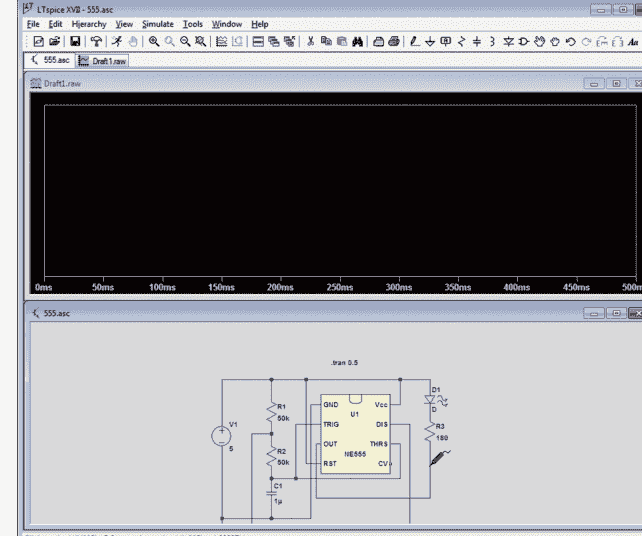 LTspice XVII - 555.asc
File Edit Hierarchy View Simulate Tools Window Help
555.asc Draft1.raw
Draft1.raw
0ms 50ms 100ms 150ms 200ms 250ms 300ms 350ms 400ms 450ms 500m
555.asc
.tran 0.5
D1
D
R1
50k
GND Vcc
U1
V1
5
TRIG DIS
R3
180
R2
50k
OUT THRS
NE555
RST CV
C1
1µ